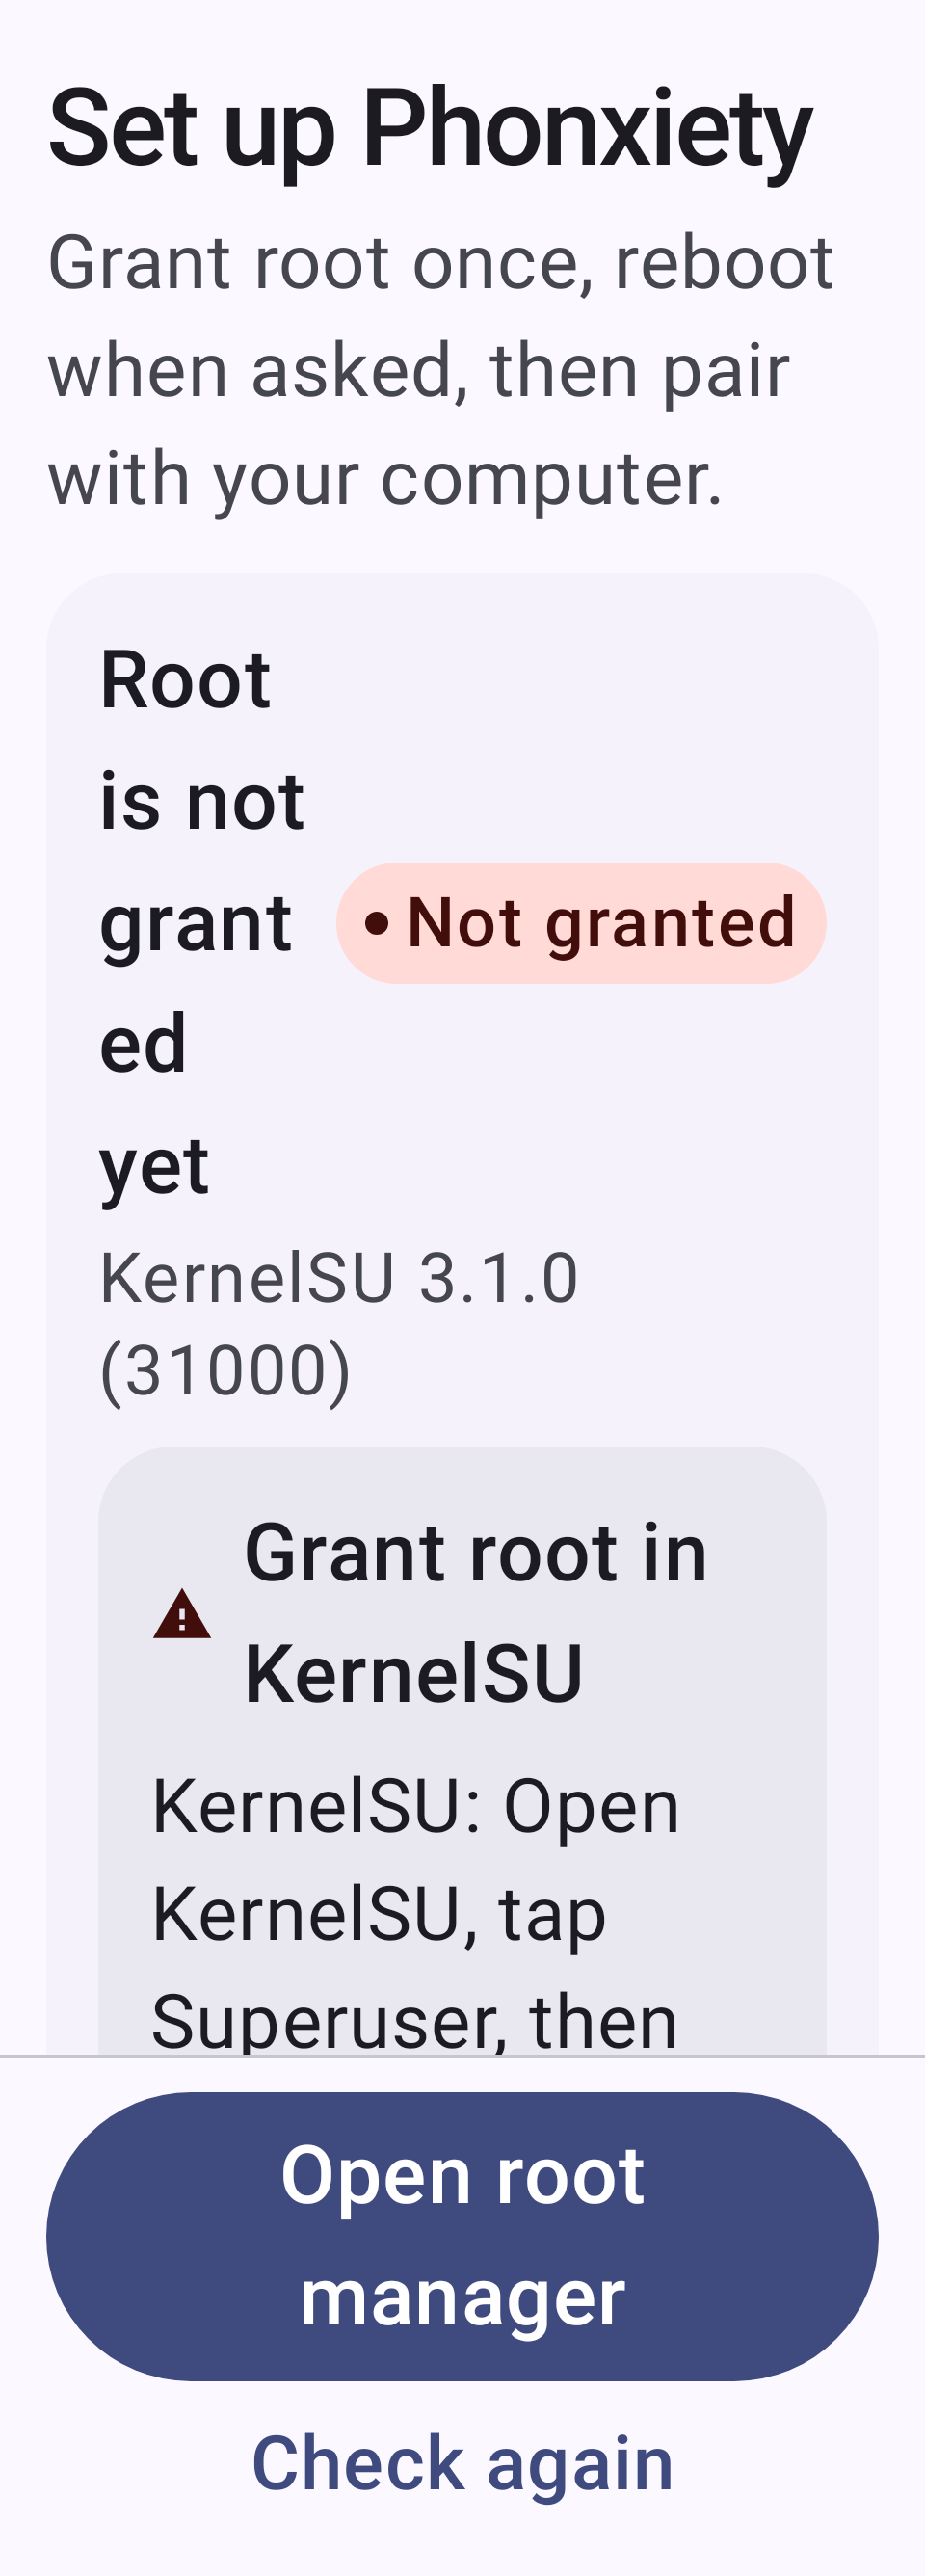 Set up Phonxiety
Grant root once, reboot
when asked, then pair
with your computer.
Root
is not
grant
ed
yet
• Not granted
KernelSU 3.1.0
(31000)
Grant root in
KernelSU
KernelSU: Open
KernelSU, tap
Superuser, then
Open root
manager
Check again